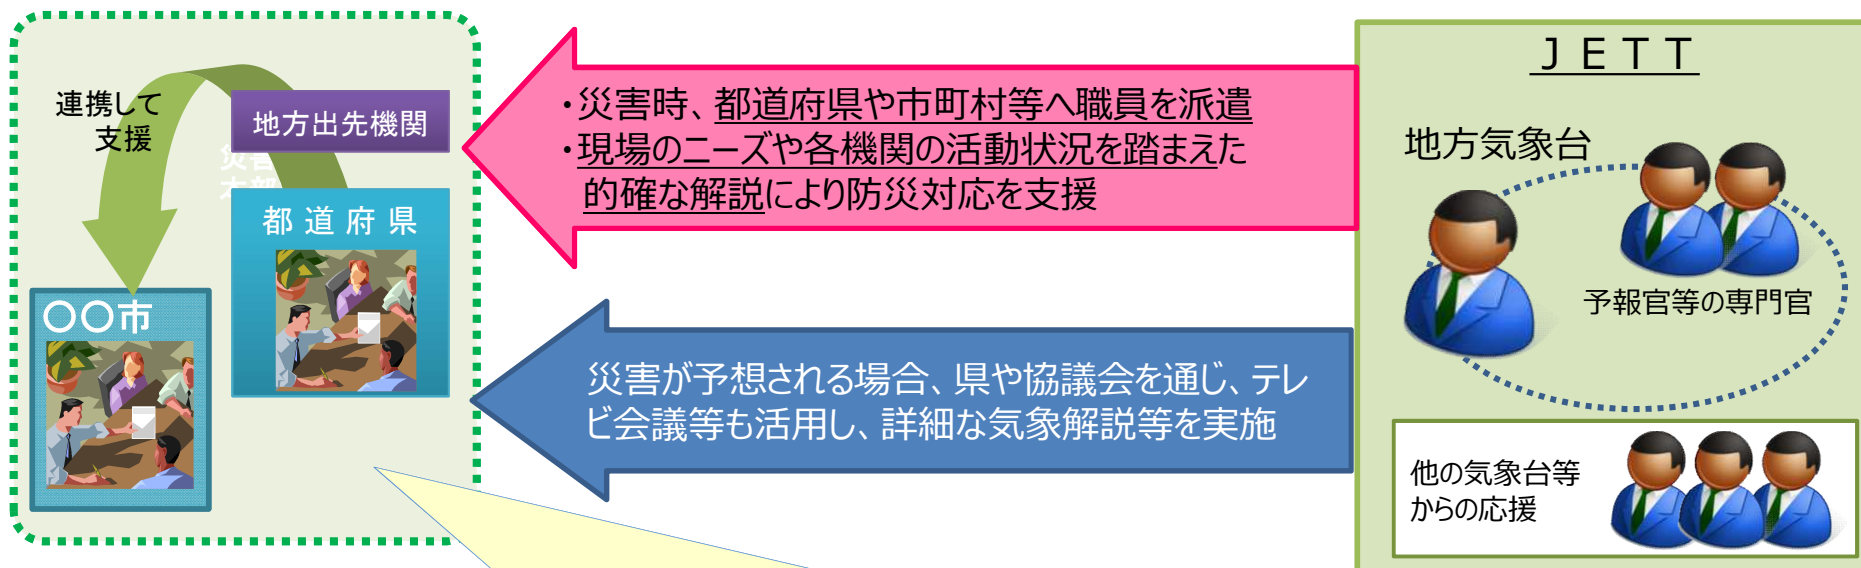 連携して
支援
地方出先機関
都道府県
〇〇市
・災害時、都道府県や市町村等へ職員を派遣
・現場のニーズや各機関の活動状況を踏まえた
的確な解説により防災対応を支援
災害が予想される場合、県や協議会を通じ、テレ
ビ会議等も活用し、詳細な気象解説等を実施
ＪＥＴＴ
地方気象台
予報官等の専門官
他の気象台等
からの応援